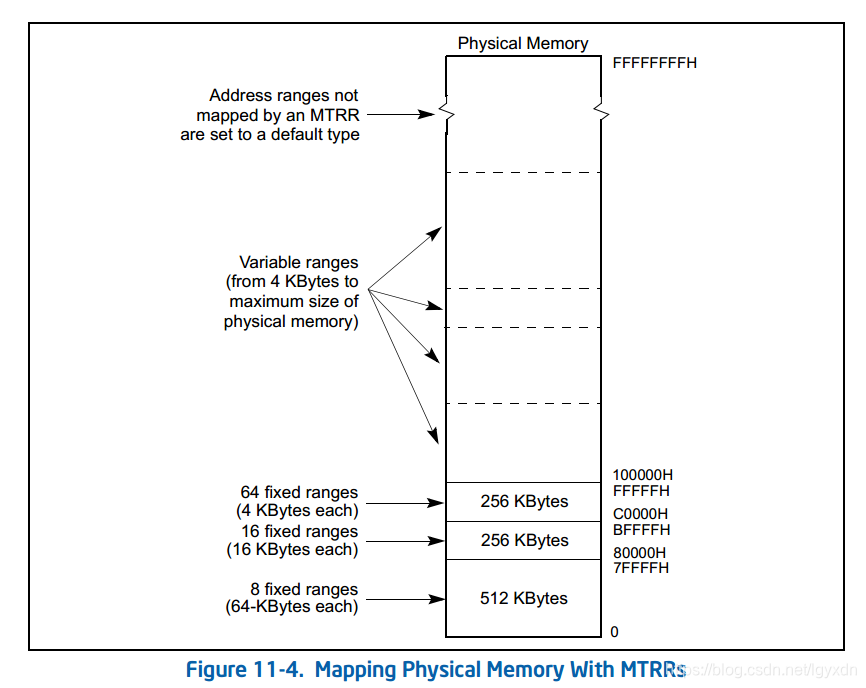 Physical Memory
FFFFFFFFH
Address ranges not
mapped by an MTRR
are set to a default type
Variable ranges
(from 4 KBytes to
maximum size of
physical memory)
100000H
64 fixed ranges
(4 KBytes each)
256 KBytes
FFFFFH
C0000H
16 fixed ranges
(16 KBytes each)
256 KBytes
BFFFFH
80000H
7FFFFH
8 fixed ranges
(64-KBytes each)
512 KBytes
0
Figure 11-4. Mapping Physical Memory With MTRRs
https://blog.csdn.net/lgyxdn